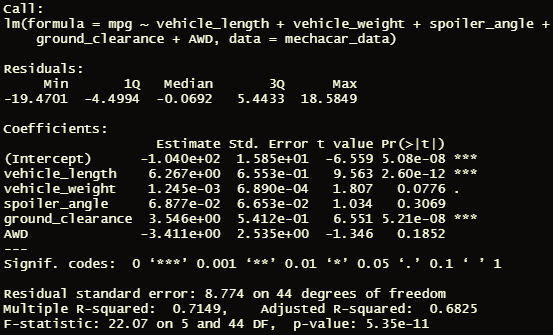 Call:
lm(formula = mpg ~ vehicle_length + vehicle_weight + spoiler_angle +
    ground_clearance + AWD, data = mechacar_data)
Residuals:
     Min       1Q   Median       3Q      Max
-19.4701  -4.4994  -0.0692   5.4433  18.5849
Coefficients:
                   Estimate Std. Error t value Pr(>|t|)
(Intercept)      -1.040e+02  1.585e+01  -6.559 5.08e-08 ***
vehicle_length    6.267e+00  6.553e-01   9.563 2.60e-12 ***
vehicle_weight    1.245e-03  6.890e-04   1.807   0.0776 .
spoiler_angle     6.877e-02  6.653e-02   1.034   0.3069
ground_clearance  3.546e+00  5.412e-01   6.551 5.21e-08 ***
AWD              -3.411e+00  2.535e+00  -1.346   0.1852
---
Signif. codes:  0 ‘***’ 0.001 ‘**’ 0.01 ‘*’ 0.05 ‘.’ 0.1 ‘ ’ 1
Residual standard error: 8.774 on 44 degrees of freedom
Multiple R-squared:  0.7149,    Adjusted R-squared:  0.6825
F-statistic: 22.07 on 5 and 44 DF,  p-value: 5.35e-11